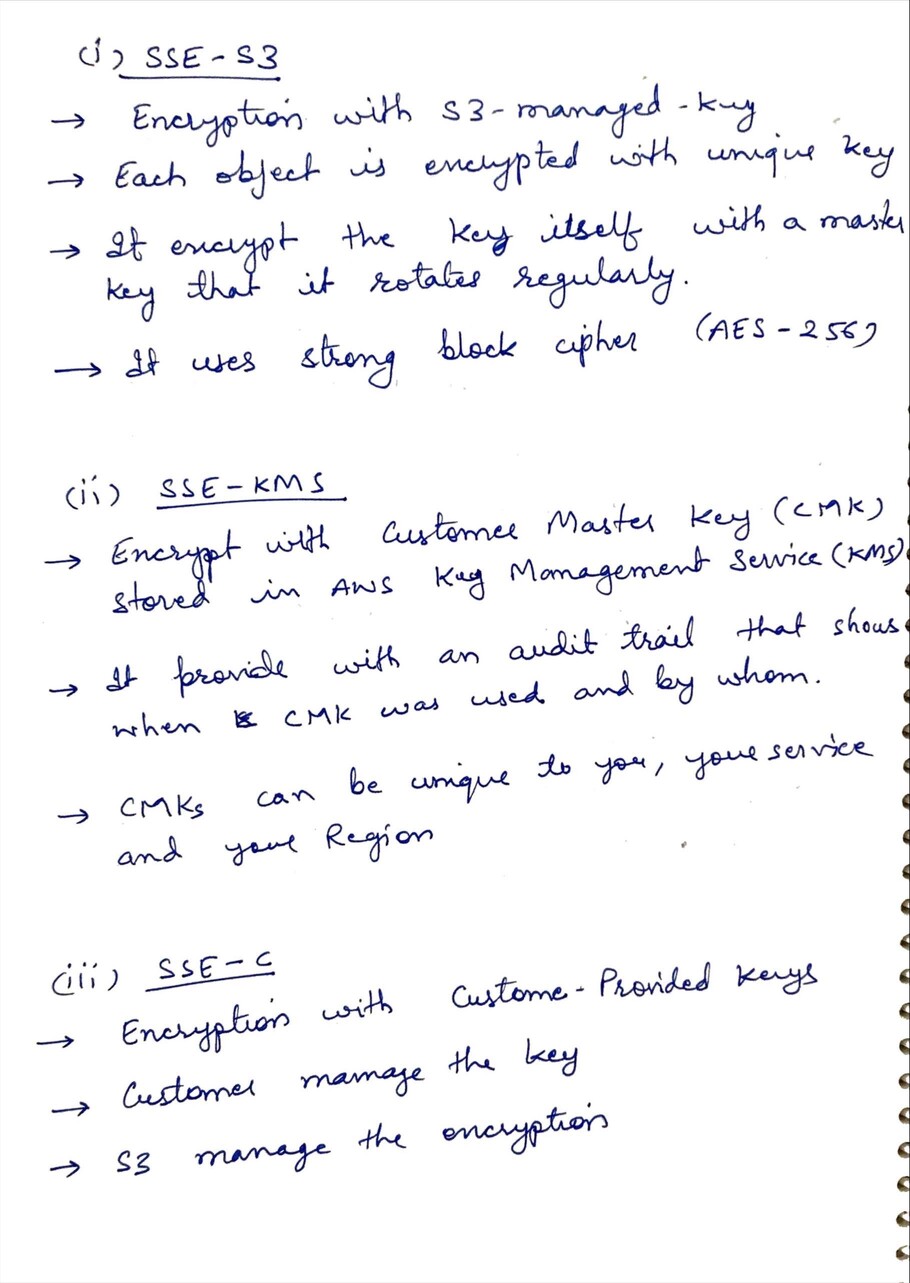 (i) SSE - S3
→ Encryption with S3-managed-key
→ Each object is encrypted with unique key
→ It encrypt the key itself with a master
key that it rotates regularly.
→ It uses strong block cipher (AES - 256)
(ii) SSE - KMS
→ Encrypt with Customer Master Key (CMK)
stored in AWS Key Management Service (KMS)
→ It provide with an audit trail that shows
when CMK was used and by whom.
→ CMKs can be unique to you, your service
and your Region
(iii) SSE - C
→ Encryption with Custome-Provided keys
→ Customer manage the key
→ S3 manage the encryption